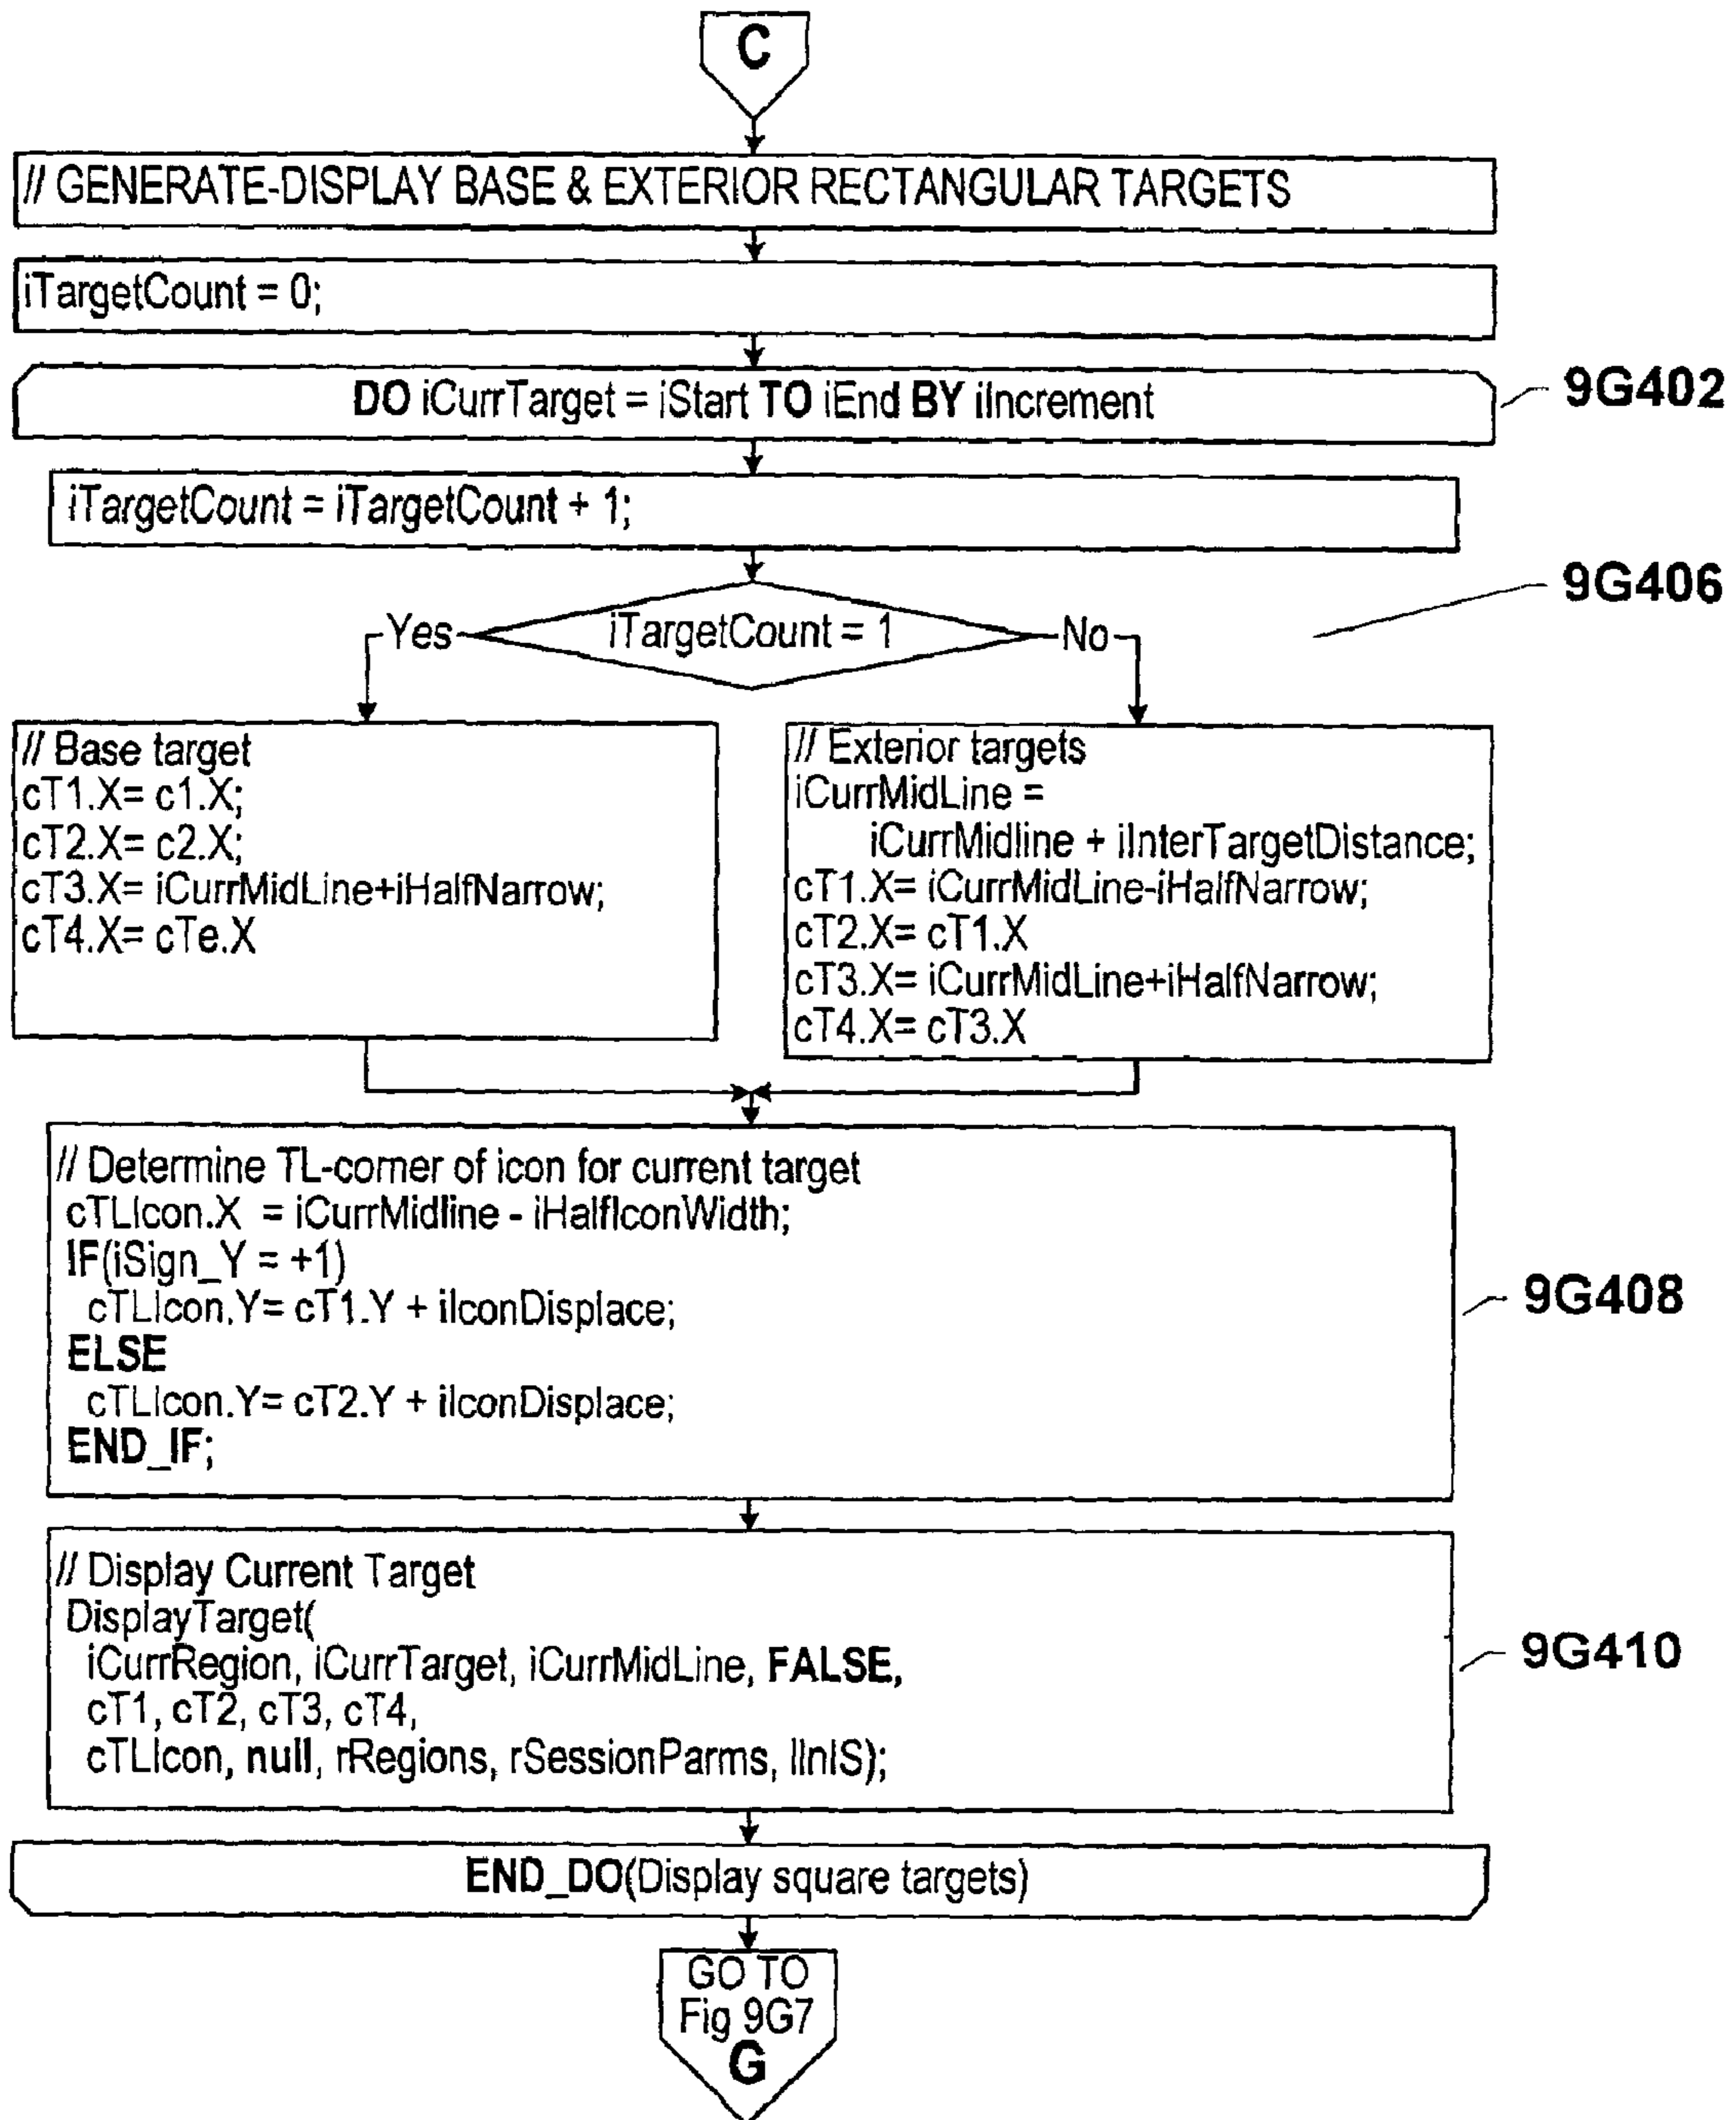 C
// GENERATE-DISPLAY BASE & EXTERIOR RECTANGULAR TARGETS
iTargetCount = 0;
DO iCurrTarget = iStart TO iEnd BY iIncrement
9G402
iTargetCount = iTargetCount + 1;
9G406
Yes
iTargetCount = 1
No
// Base target
cT1.X= c1.X;
cT2.X= c2.X;
cT3.X= iCurrMidLine+iHalfNarrow;
cT4.X= cTe.X
// Exterior targets
iCurrMidLine =
iCurrMidline + iInterTargetDistance;
cT1.X= iCurrMidLine-iHalfNarrow;
cT2.X= cT1.X
cT3.X= iCurrMidLine+iHalfNarrow;
cT4.X= cT3.X
// Determine TL-corner of icon for current target
cTLIcon.X = iCurrMidline - iHalfIconWidth;
IF(iSign_Y = +1)
cTLIcon.Y= cT1.Y + iIconDisplace;
ELSE
cTLIcon.Y= cT2.Y + iIconDisplace;
END_IF;
9G408
// Display Current Target
DisplayTarget(
iCurrRegion, iCurrTarget, iCurrMidLine, FALSE,
cT1, cT2, cT3, cT4,
cTLIcon, null, rRegions, rSessionParms, lInIS);
9G410
END_DO(Display square targets)
GO TO
Fig 9G7
G